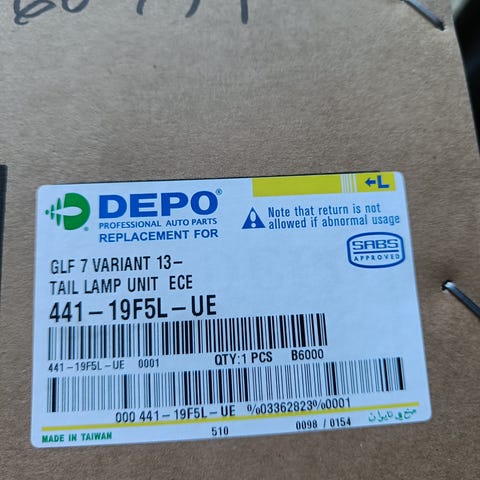 ←L
DEPO®
PROFESSIONAL AUTO PARTS
REPLACEMENT FOR
Note that return is not
allowed if abnormal usage
SABS
APPROVED
GLF 7 VARIANT 13-
TAIL LAMP UNIT ECE
441-19F5L-UE
441-19F5L-UE 0001 QTY:1 PCS B6000
000 441-19F5L-UE %03362823%0001
MADE IN TAIWAN 510 0098 / 0154